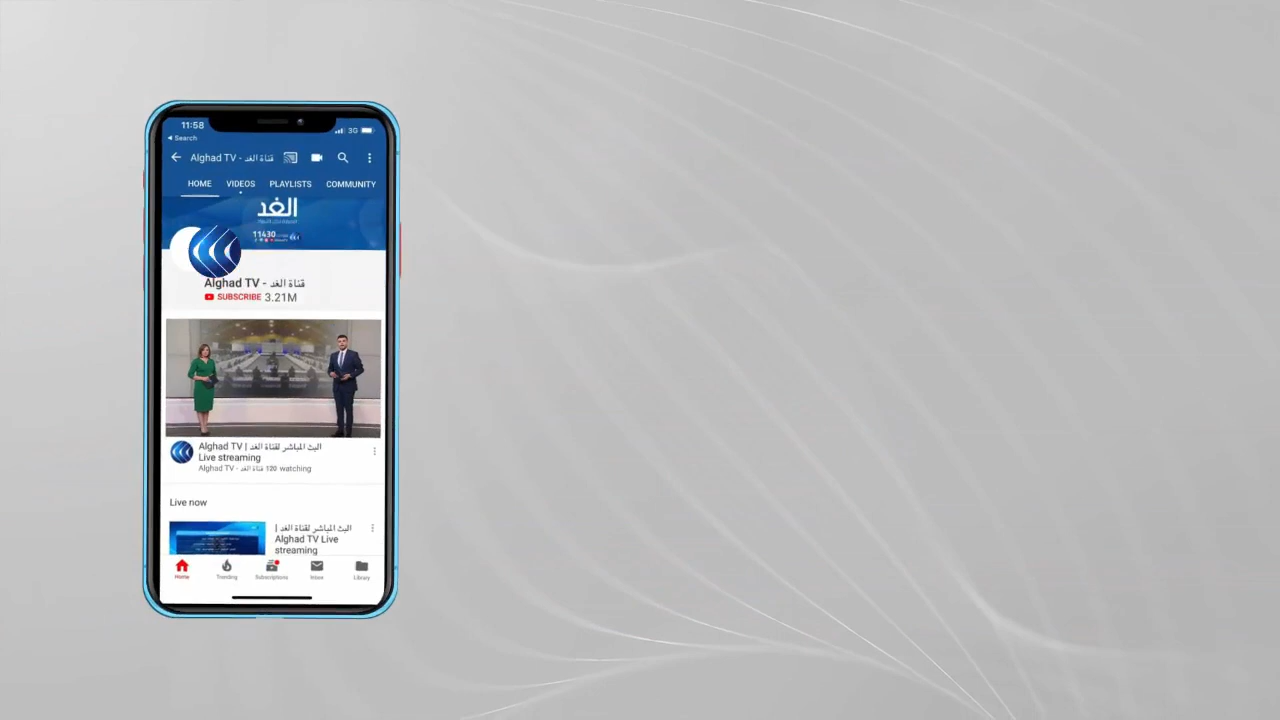 11:58
3G
Search
Alghad TV - قناة الغد
HOME VIDEOS PLAYLISTS COMMUNITY
الغد
11430
Alghad TV - قناة الغد
SUBSCRIBE 3.21M
Alghad TV | البث المباشر لقناة الغد
Live streaming
Alghad TV - قناة الغد 120 watching
Live now
البث المباشر لقناة الغد |
Alghad TV Live
streaming
Home Trending Subscriptions Inbox Library